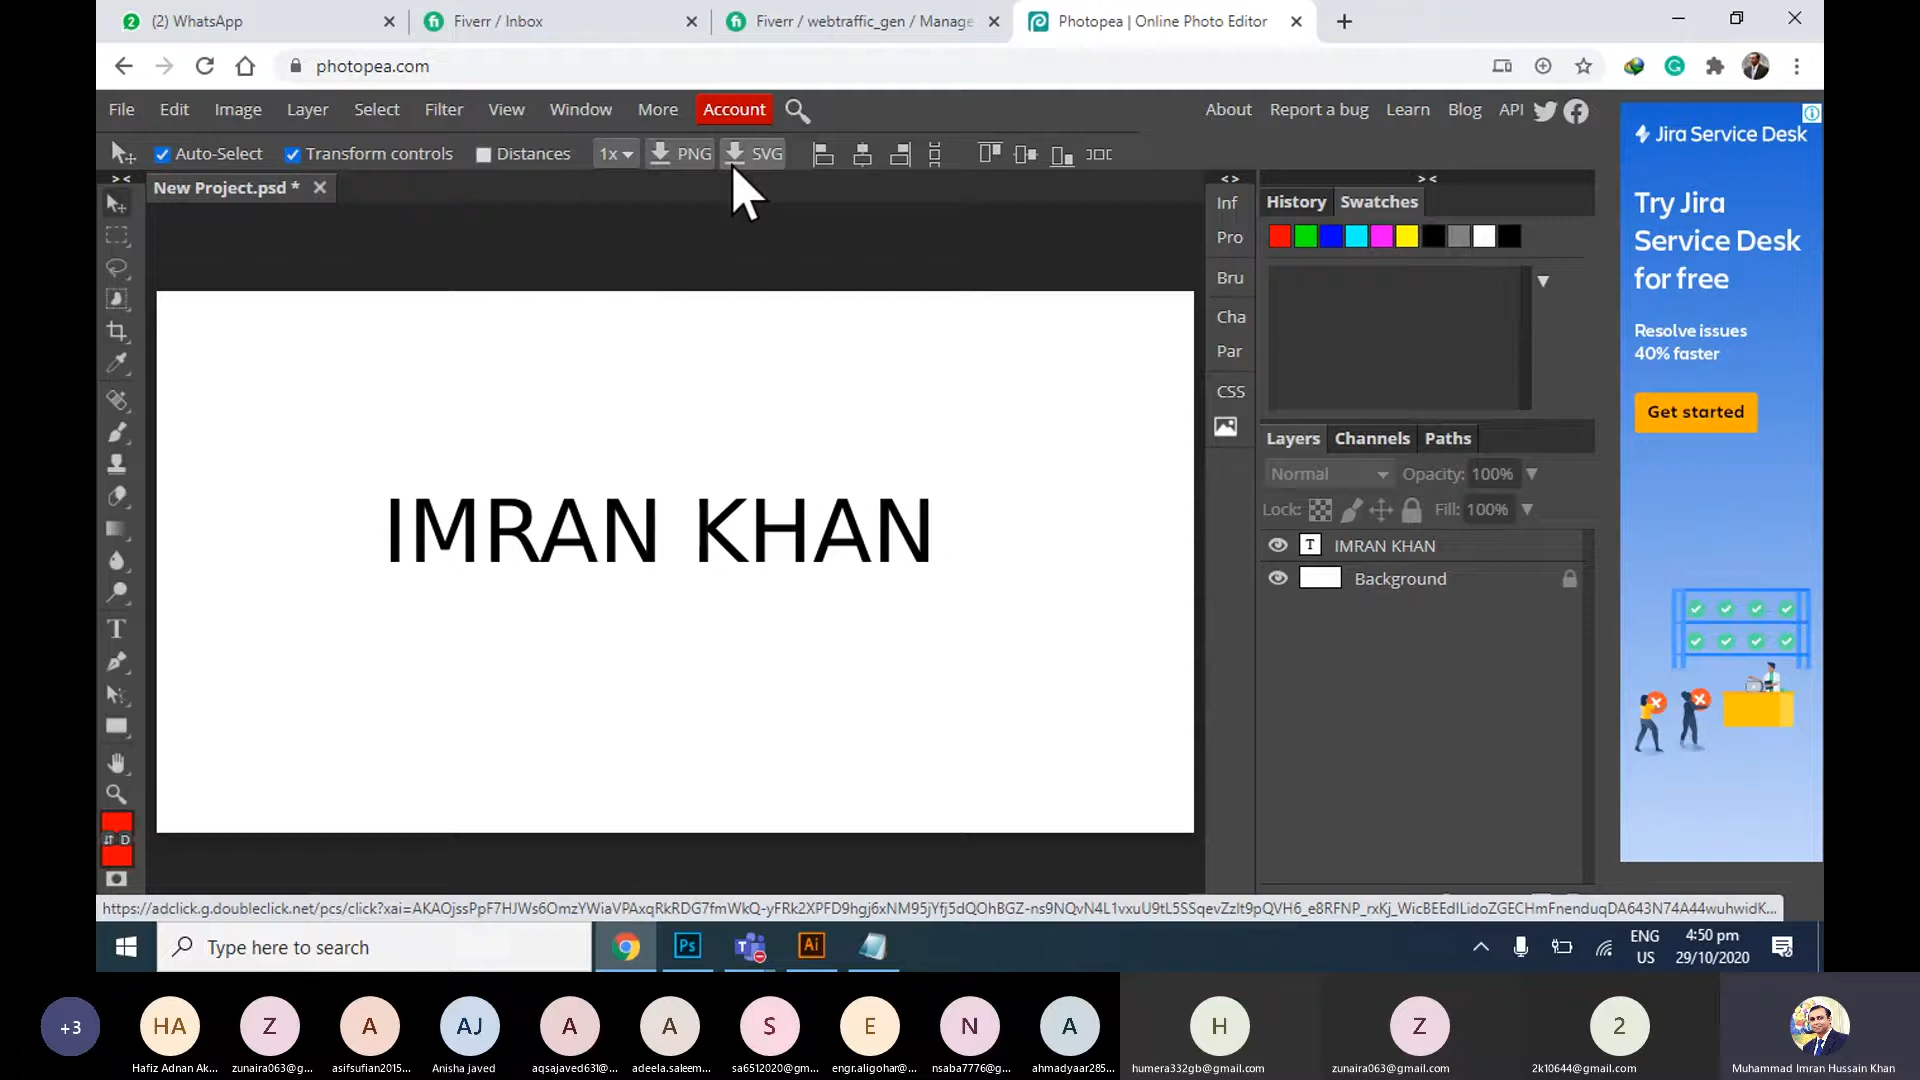 (2) WhatsApp
Fiverr / Inbox
Fiverr / webtraffic_gen / Manage
Photopea | Online Photo Editor
photopea.com
File Edit Image Layer Select Filter View Window More Account
About Report a bug Learn Blog API
Auto-Select Transform controls Distances 1x PNG SVG
New Project.psd *
Inf
Pro
Bru
Cha
Par
CSS
History Swatches
IMRAN KHAN
Layers Channels Paths
Normal Opacity: 100%
Lock: Fill: 100%
T IMRAN KHAN
Background
Jira Service Desk
Try Jira
Service Desk
for free
Resolve issues
40% faster
Get started
D
Type here to search
Ps
Ai
ENG
US
4:50 pm
29/10/2020
+3
HA
Z
A
AJ
A
A
S
E
N
A
H
Z
2
Hafiz Adnan Ak...
zunaira063@g...
asifsufian2015...
Anisha javed
aqsajaved631@...
adeela.saleem...
sa6512020@gm...
engr.aligohar@...
nsaba7776@g...
ahmadyaar285...
humera332gb@gmail.com
zunaira063@gmail.com
2k10644@gmail.com
Muhammad Imran Hussain Khan